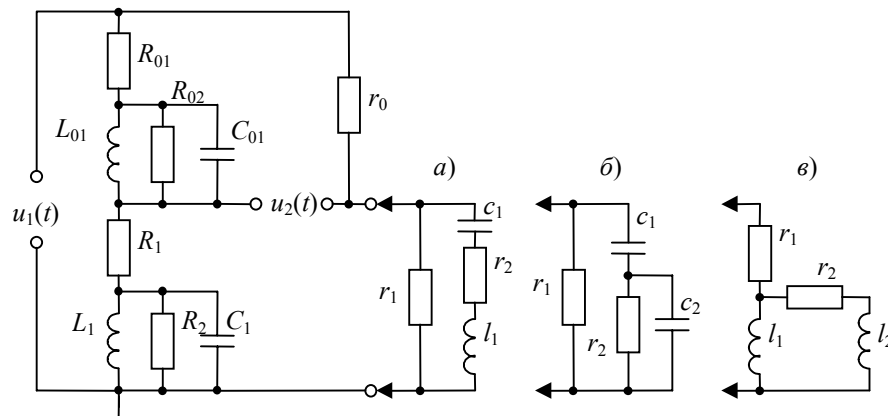 R01
R02
r0
L01
C01
а)
б)
в)
u1(t)
u2(t)
c1
c1
r1
R1
r2
r2
r1
r1
c2
L1
R2
C1
r2
l1
l2
l1